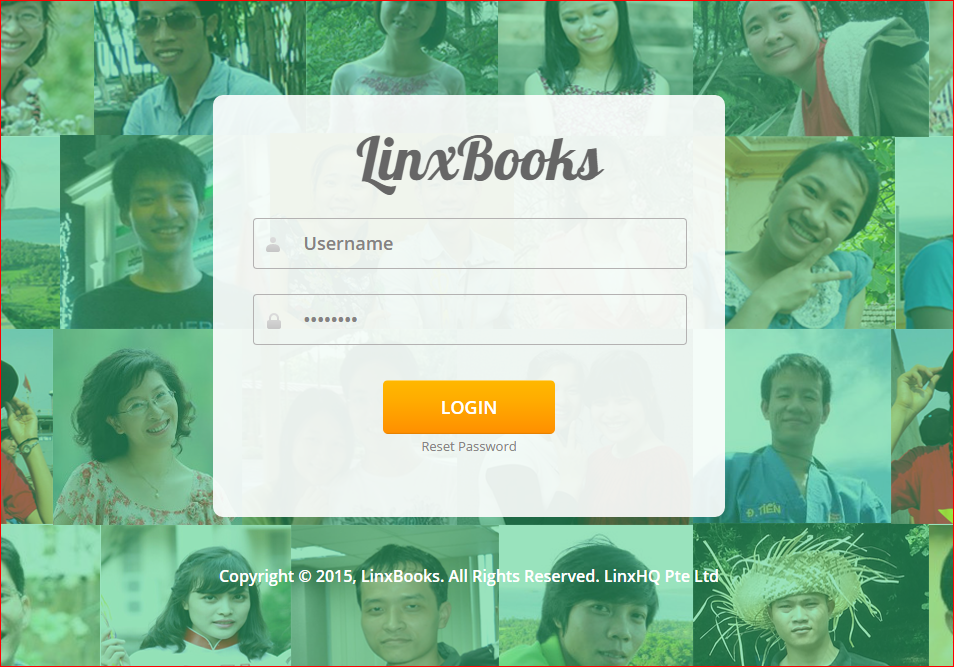 LinxBooks
Username
••••••••
LOGIN
Reset Password
Đ.TIẾN
Copyright © 2015, LinxBooks. All Rights Reserved. LinxHQ Pte Ltd